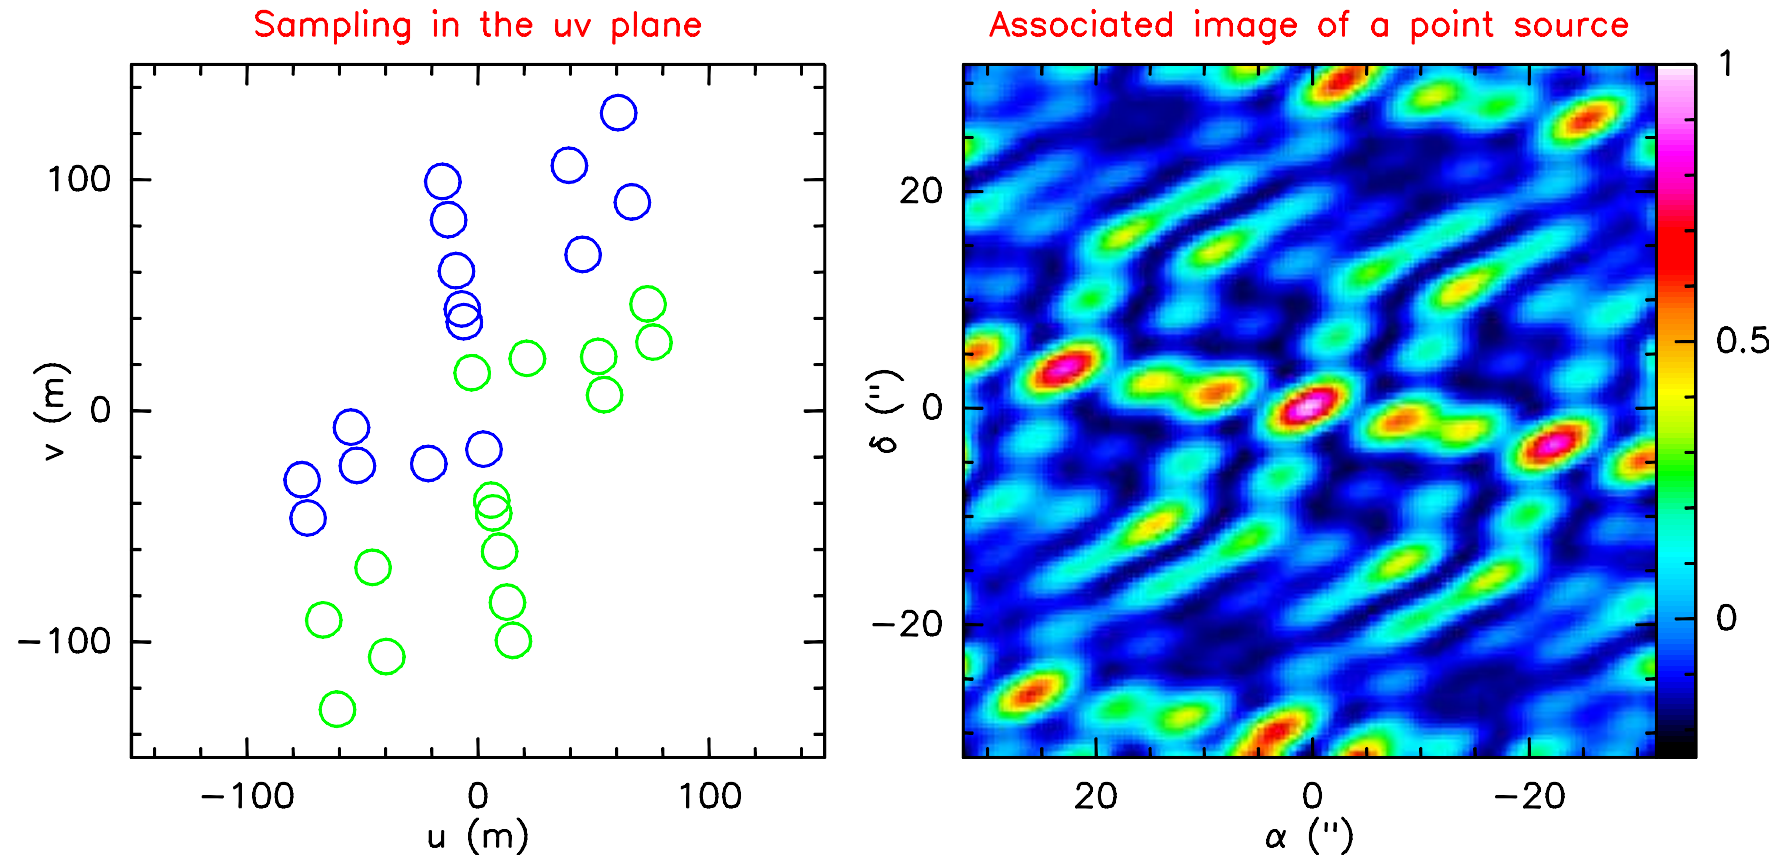 Sampling in the uv plane
100
0
−100
v (m)
−100 0 100
u (m)
Associated image of a point source
20
0
−20
δ (")
20 0 −20
α (")
1
0.5
0